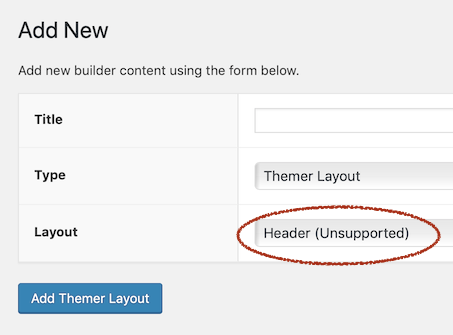 Add New
Add new builder content using the form below.
Title
Type
Themer Layout
Layout
Header (Unsupported)
Add Themer Layout